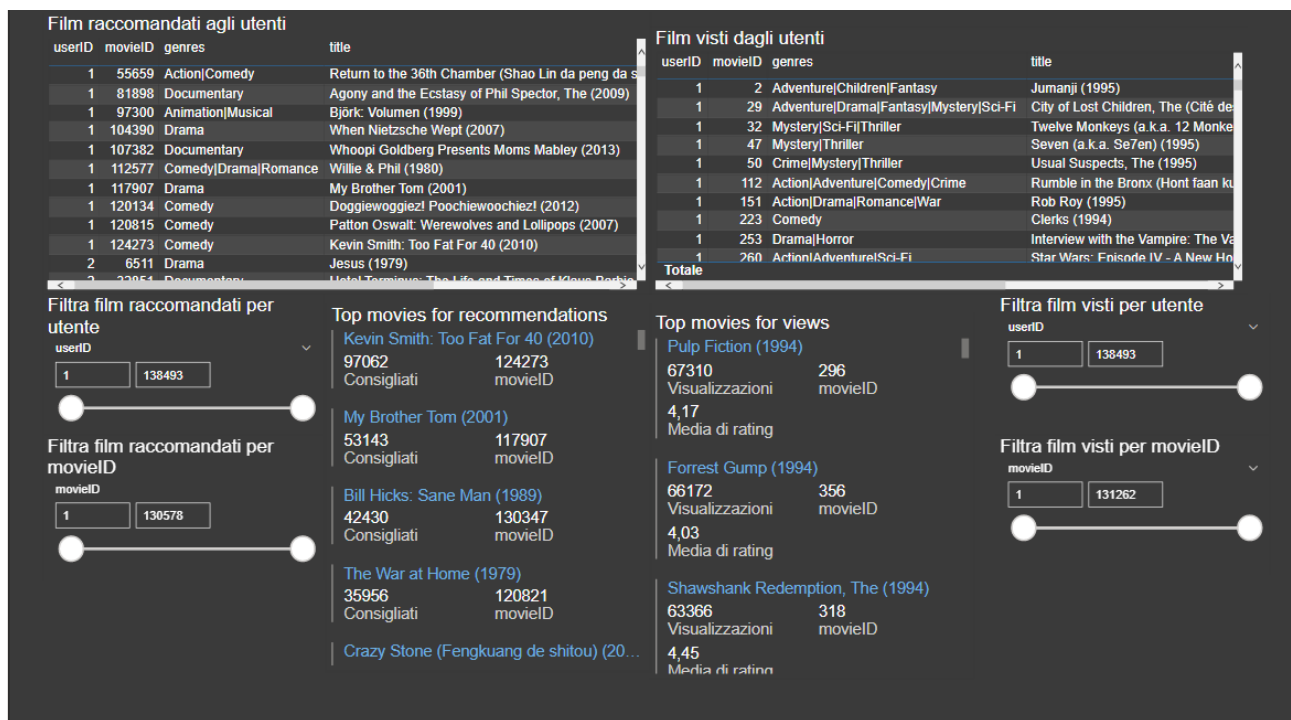 Film raccomandati agli utenti
userID movieID genres title
1 55659 Action|Comedy Return to the 36th Chamber (Shao Lin da peng da s
1 81898 Documentary Agony and the Ecstasy of Phil Spector, The (2009)
1 97300 Animation|Musical Björk: Volumen (1999)
1 104390 Drama When Nietzsche Wept (2007)
1 107382 Documentary Whoopi Goldberg Presents Moms Mabley (2013)
1 112577 Comedy|Drama|Romance Willie & Phil (1980)
1 117907 Drama My Brother Tom (2001)
1 120134 Comedy Doggiewoggiez! Poochiewoochiez! (2012)
1 120815 Comedy Patton Oswalt: Werewolves and Lollipops (2007)
1 124273 Comedy Kevin Smith: Too Fat For 40 (2010)
2 6511 Drama Jesus (1979)
Film visti dagli utenti
userID movieID genres title
1 2 Adventure|Children|Fantasy Jumanji (1995)
1 29 Adventure|Drama|Fantasy|Mystery|Sci-Fi City of Lost Children, The (Cité de
1 32 Mystery|Sci-Fi|Thriller Twelve Monkeys (a.k.a. 12 Monke
1 47 Mystery|Thriller Seven (a.k.a. Se7en) (1995)
1 50 Crime|Mystery|Thriller Usual Suspects, The (1995)
1 112 Action|Adventure|Comedy|Crime Rumble in the Bronx (Hont faan ku
1 151 Action|Drama|Romance|War Rob Roy (1995)
1 223 Comedy Clerks (1994)
1 253 Drama|Horror Interview with the Vampire: The Va
1 260 Action|Adventure|Sci-Fi Star Wars: Episode IV - A New Ho
Totale
Filtra film raccomandati per
utente
userID
1 138493
Filtra film raccomandati per
movieID
movieID
1 130578
Top movies for recommendations
Kevin Smith: Too Fat For 40 (2010)
97062 124273
Consigliati movieID
My Brother Tom (2001)
53143 117907
Consigliati movieID
Bill Hicks: Sane Man (1989)
42430 130347
Consigliati movieID
The War at Home (1979)
35956 120821
Consigliati movieID
Crazy Stone (Fengkuang de shitou) (20...
Top movies for views
Pulp Fiction (1994)
67310 296
Visualizzazioni movieID
4,17
Media di rating
Forrest Gump (1994)
66172 356
Visualizzazioni movieID
4,03
Media di rating
Shawshank Redemption, The (1994)
63366 318
Visualizzazioni movieID
4,45
Media di rating
Filtra film visti per utente
userID
1 138493
Filtra film visti per movieID
movieID
1 131262